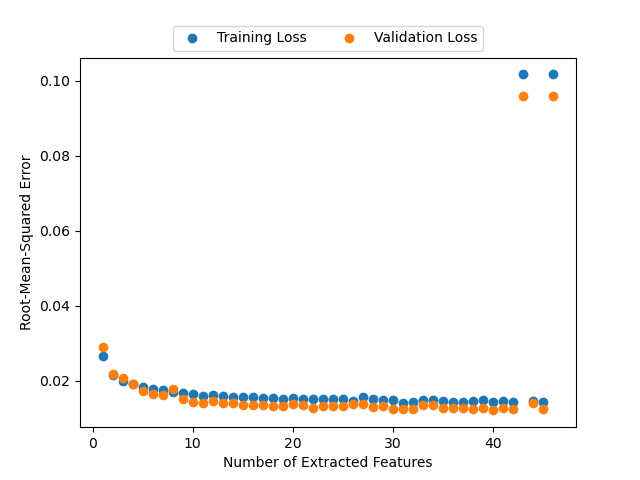 Training Loss Validation Loss
0.10
0.08
0.06
0.04
0.02
Root-Mean-Squared Error
0 10 20 30 40
Number of Extracted Features